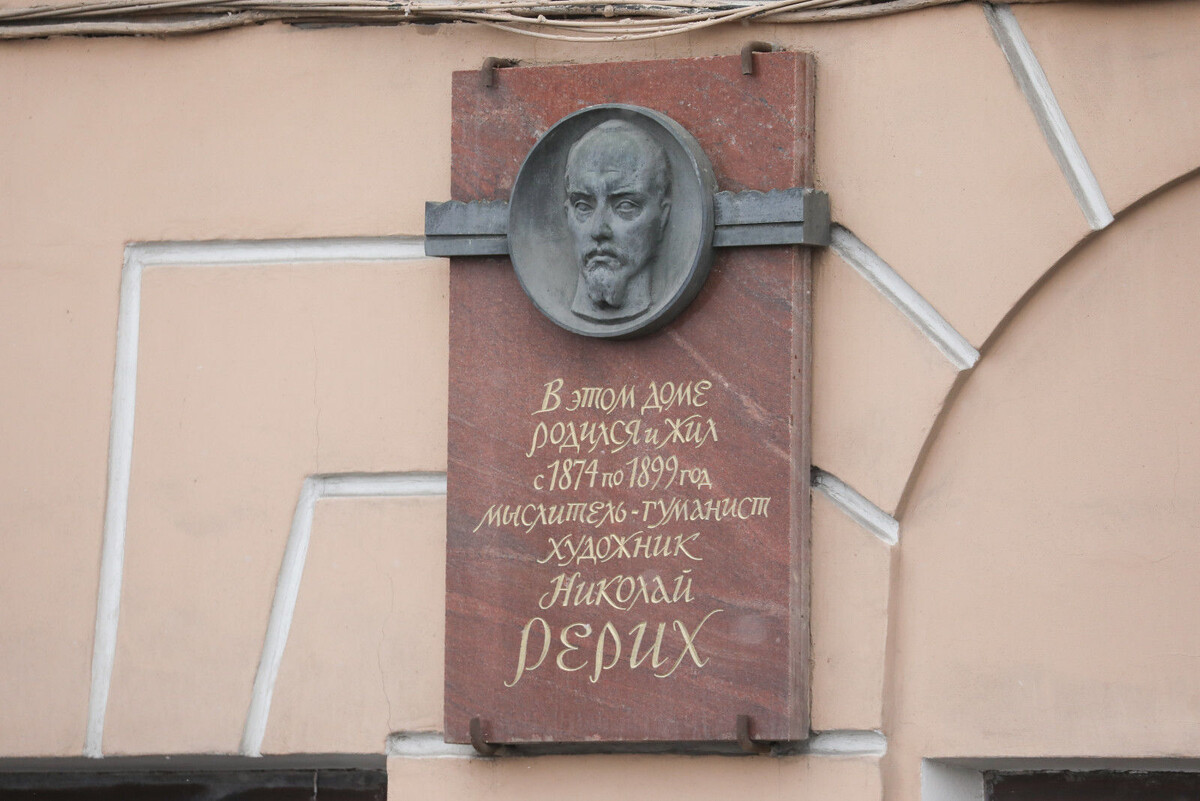 В этом доме
родился и жил
с 1874 по 1899 год
мыслитель-гуманист
художник
Николай
Рерих